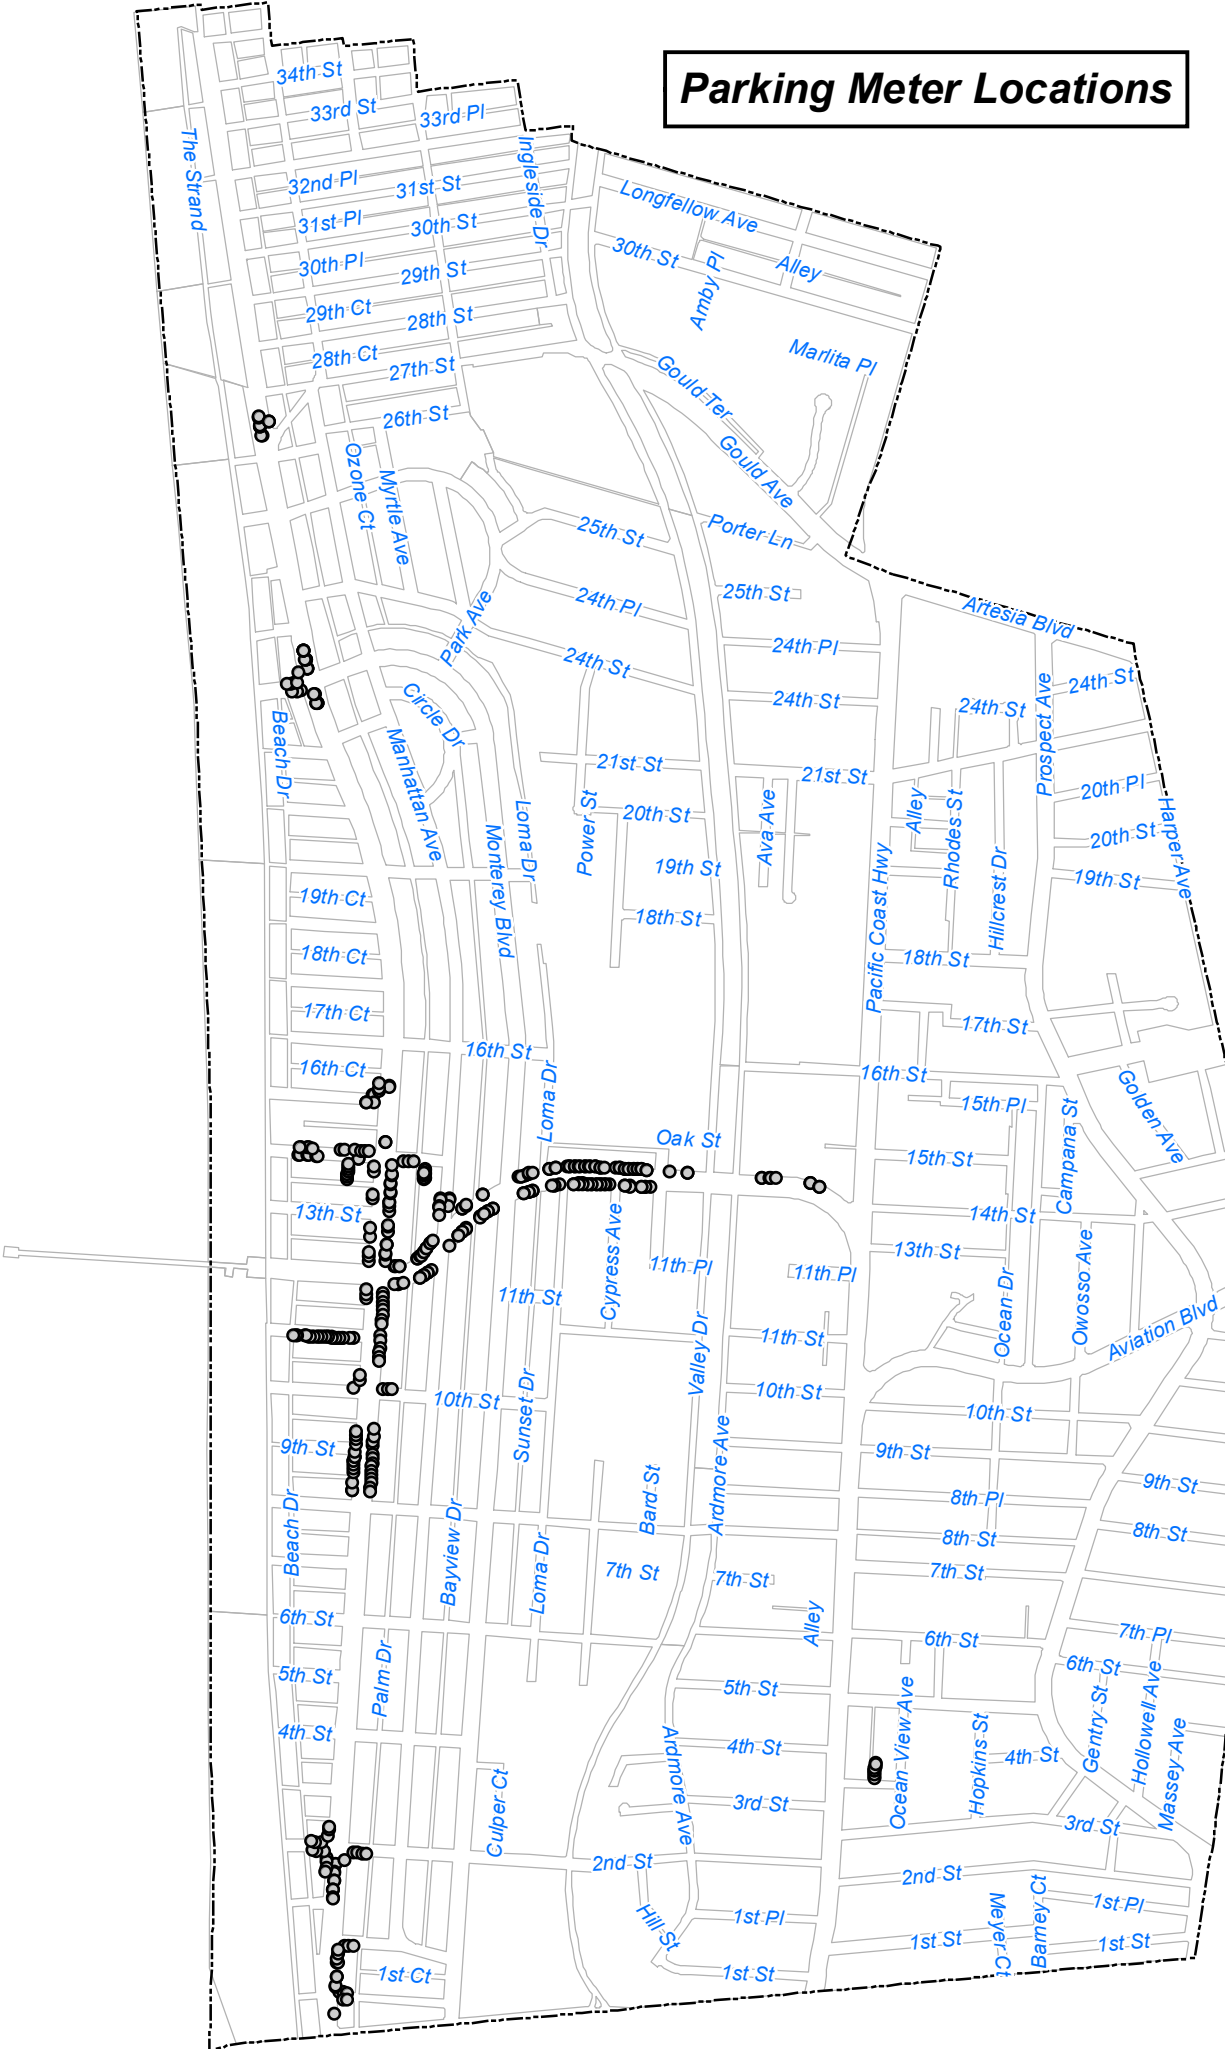 Parking Meter Locations
34th St
33rd St
33rd Pl
The Strand
Ingleside Dr
32nd Pl
31st St
Longfellow Ave
31st Pl
30th St
30th St
Alley
30th Pl
29th St
Amby Pl
29th Ct
28th St
28th Ct
27th St
Marlita Pl
Gould Ter
26th St
Gould Ave
Ozone Ct
Myrtle Ave
25th St
Porter Ln
24th Pl
25th St
Artesia Blvd
Park Ave
24th St
24th Pl
24th St
Circle Dr
24th St
24th St
Prospect Ave
Beach Dr
Manhattan Ave
21st St
21st St
20th Pl
Loma Dr
Power St
20th St
Ava Ave
Alley
Rhodes St
20th St
Harper Ave
Monterey Blvd
19th St
19th St
19th Ct
Hillcrest Dr
18th St
Pacific Coast Hwy
18th St
18th Ct
17th Ct
17th St
16th St
16th Ct
16th St
Golden Ave
Loma Dr
15th Pl
Campana St
Oak St
15th St
13th St
14th St
Cypress Ave
13th St
11th Pl
11th Pl
Owosso Ave
11th St
Ocean Dr
Aviation Blvd
Valley Dr
11th St
10th St
10th St
Sunset Dr
10th St
9th St
9th St
Ardmore Ave
9th St
Bard St
8th Pl
Beach Dr
Bayview Dr
8th St
8th St
Loma Dr
7th St
7th St
7th St
6th St
Alley
6th St
7th Pl
6th St
5th St
Palm Dr
5th St
Ocean View Ave
Gentry St
Hollowell Ave
4th St
4th St
Hopkins St
4th St
Massey Ave
Ardmore Ave
Culper Ct
3rd St
3rd St
2nd St
2nd St
Hill St
1st Pl
Meyer Ct
Barney Ct
1st Pl
1st St
1st St
1st Ct
1st St